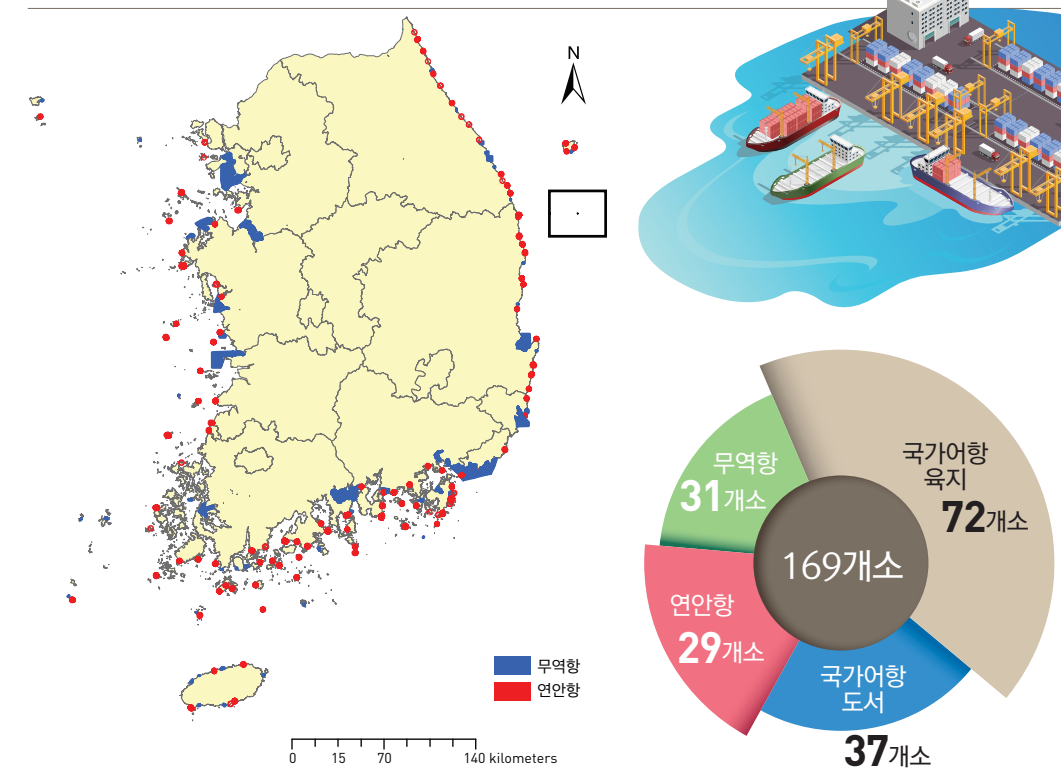 N
무역항
연안항
0 15 70 140 kilometers
국가어항
육지
72개소
무역항
31개소
169개소
연안항
29개소
국가어항
도서
37개소